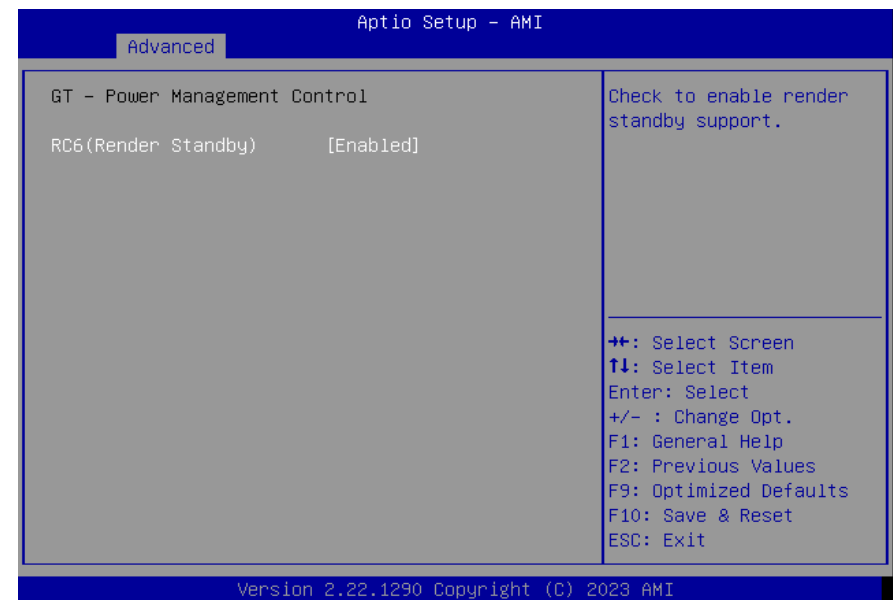 Aptio Setup – AMI
Advanced
GT – Power Management Control
RC6(Render Standby) [Enabled]
Check to enable render
standby support.
→←: Select Screen
↑↓: Select Item
Enter: Select
+/- : Change Opt.
F1: General Help
F2: Previous Values
F9: Optimized Defaults
F10: Save & Reset
ESC: Exit
Version 2.22.1290 Copyright (C) 2023 AMI